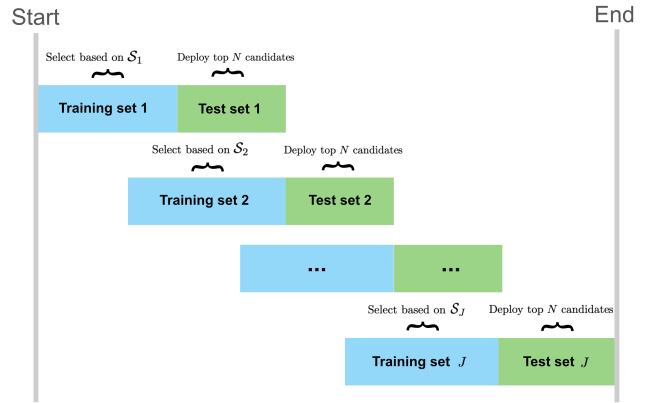 Start
End
Select based on 𝒮₁
Deploy top N candidates
Training set 1
Test set 1
Select based on 𝒮₂
Deploy top N candidates
Training set 2
Test set 2
...
...
Select based on 𝒮_J
Deploy top N candidates
Training set J
Test set J